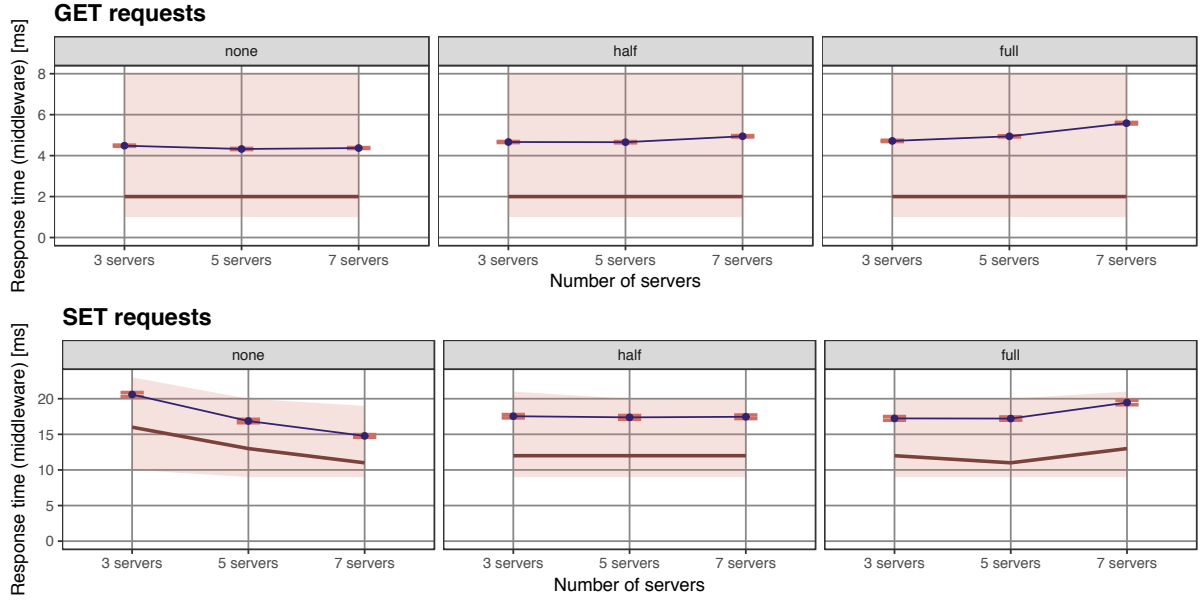 GET requests
Response time (middleware) [ms]
none
half
full
8
6
4
2
0
3 servers
5 servers
7 servers
3 servers
5 servers
7 servers
3 servers
5 servers
7 servers
Number of servers
SET requests
Response time (middleware) [ms]
none
half
full
20
15
10
5
0
3 servers
5 servers
7 servers
3 servers
5 servers
7 servers
3 servers
5 servers
7 servers
Number of servers